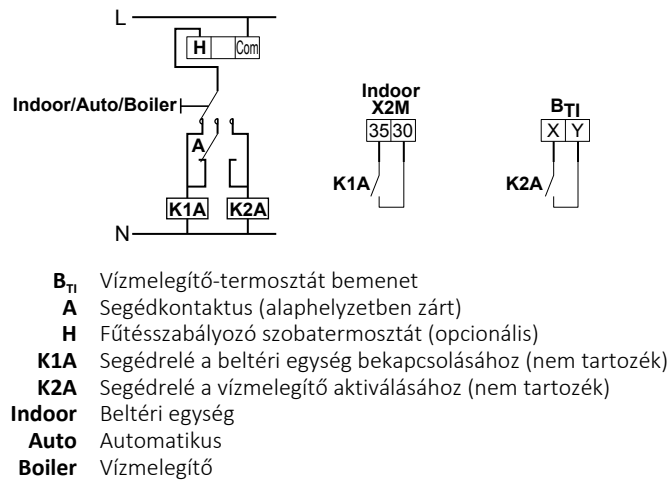 L
H Com
Indoor/Auto/Boiler
A
K1A K2A
N
Indoor
X2M
35 30
K1A
BTI
X Y
K2A
BTI Vízmelegítő-termosztát bemenet
A Segédkontaktus (alaphelyzetben zárt)
H Fűtésszabályozó szobatermosztát (opcionális)
K1A Segédrelé a beltéri egység bekapcsolásához (nem tartozék)
K2A Segédrelé a vízmelegítő aktiválásához (nem tartozék)
Indoor Beltéri egység
Auto Automatikus
Boiler Vízmelegítő